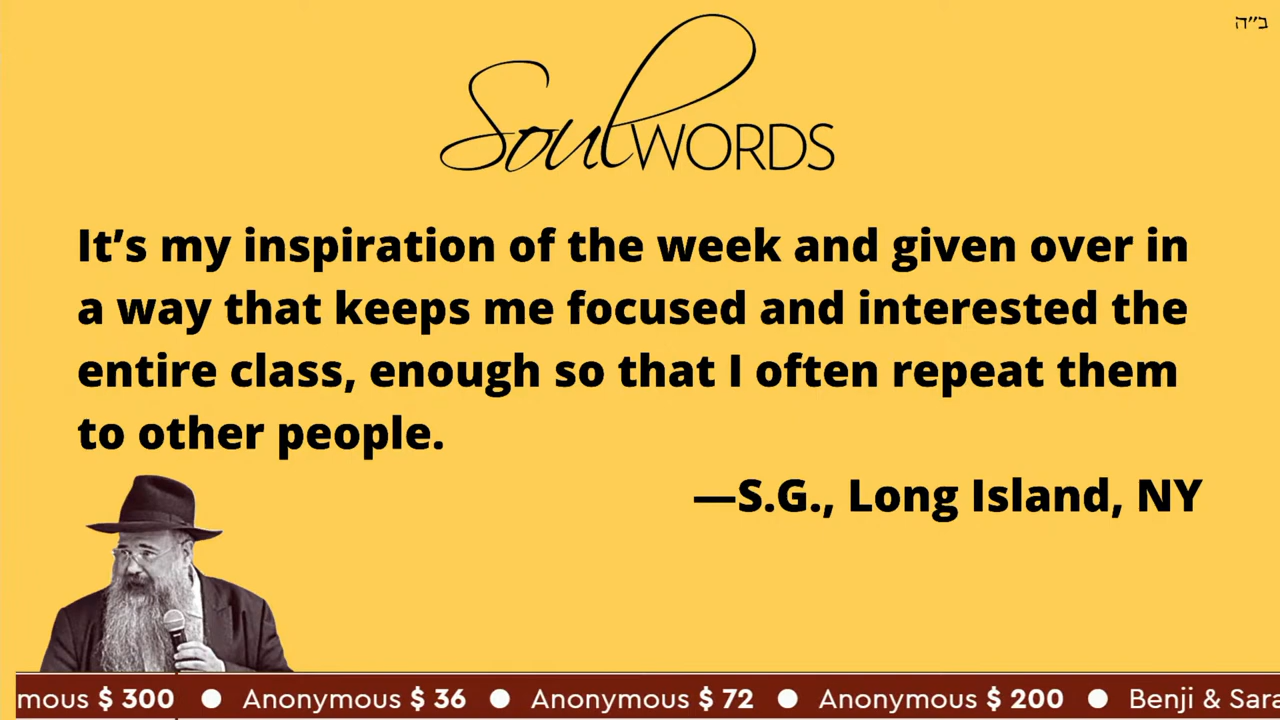 ב״ה
Soulwords
It’s my inspiration of the week and given over in
a way that keeps me focused and interested the
entire class, enough so that I often repeat them
to other people.
—S.G., Long Island, NY
mous $ 300 ● Anonymous $ 36 ● Anonymous $ 72 ● Anonymous $ 200 ● Benji & Sara